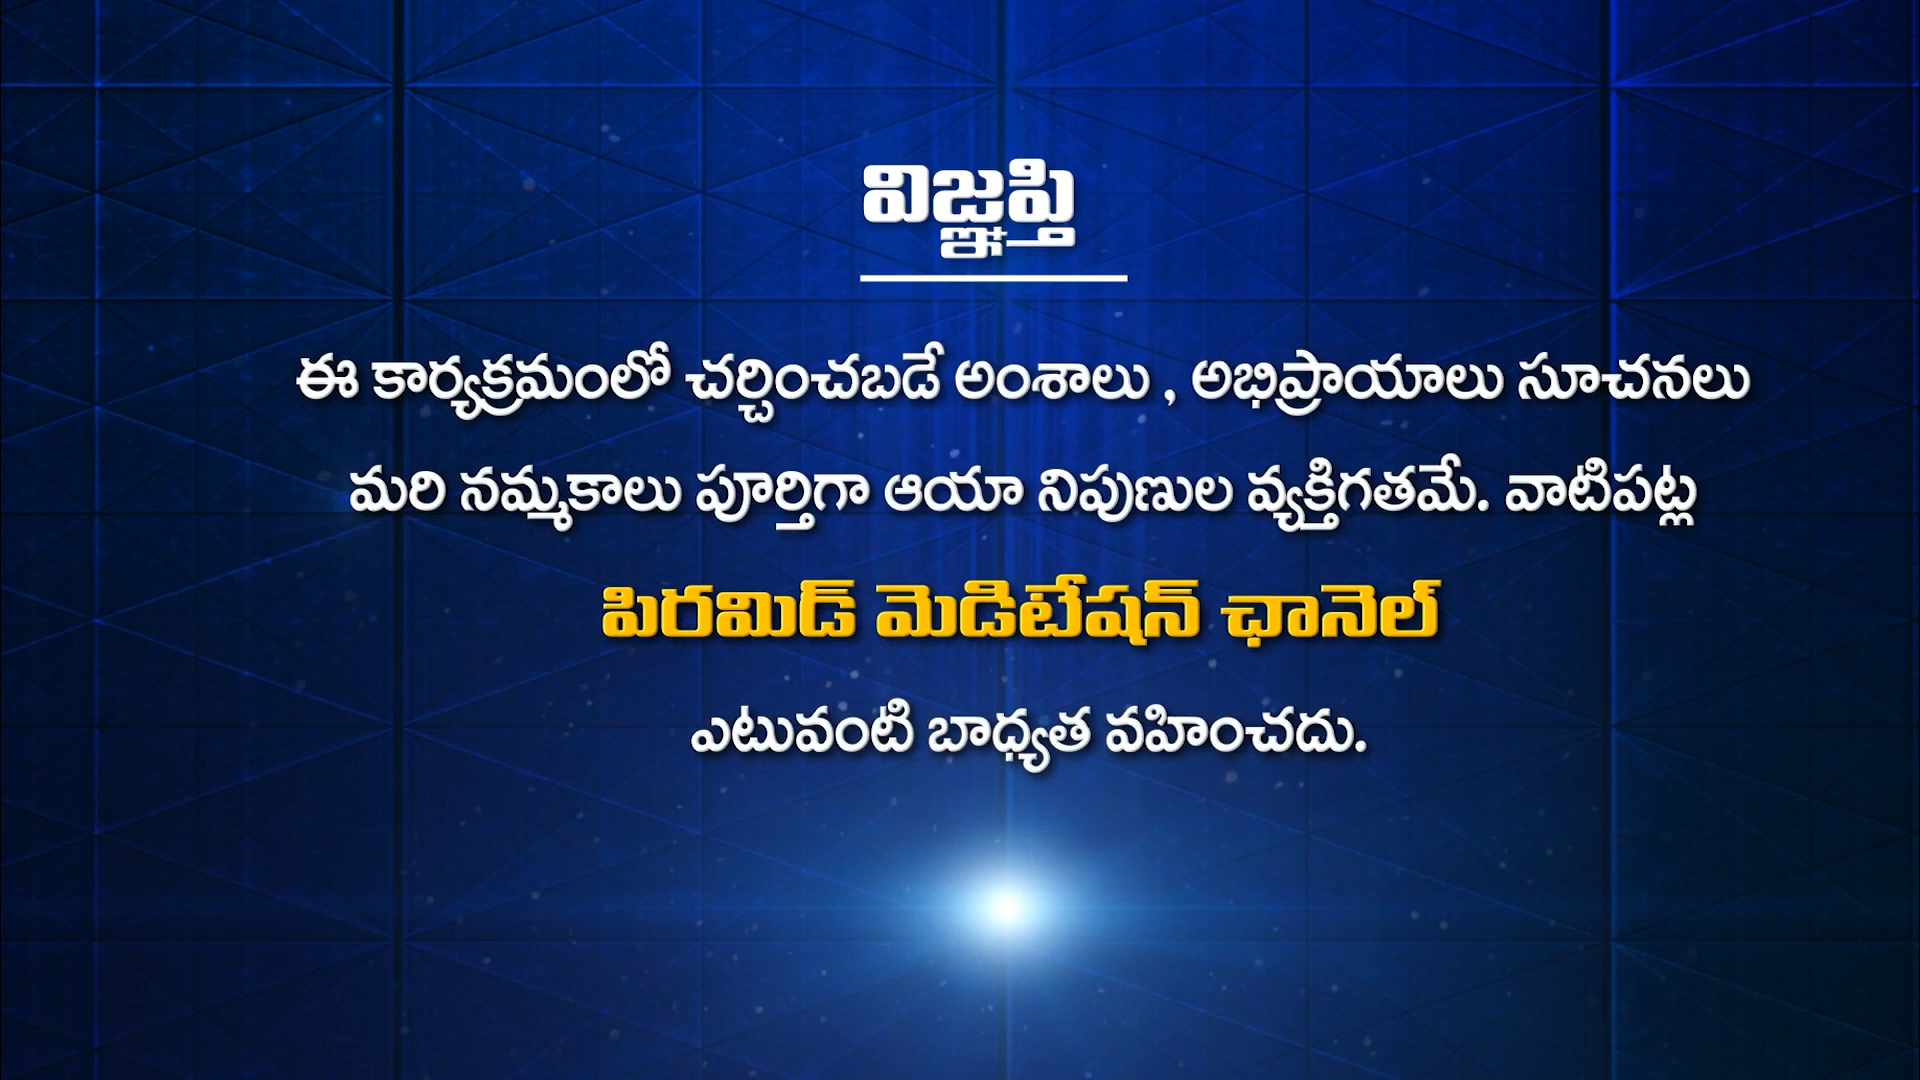 విజ్ఞప్తి
ఈ కార్యక్రమంలో చర్చించబడే అంశాలు , అభిప్రాయాలు సూచనలు
మరి నమ్మకాలు పూర్తిగా ఆయా నిపుణుల వ్యక్తిగతమే. వాటిపట్ల
పిరమిడ్ మెడిటేషన్ ఛానెల్
ఎటువంటి బాధ్యత వహించదు.